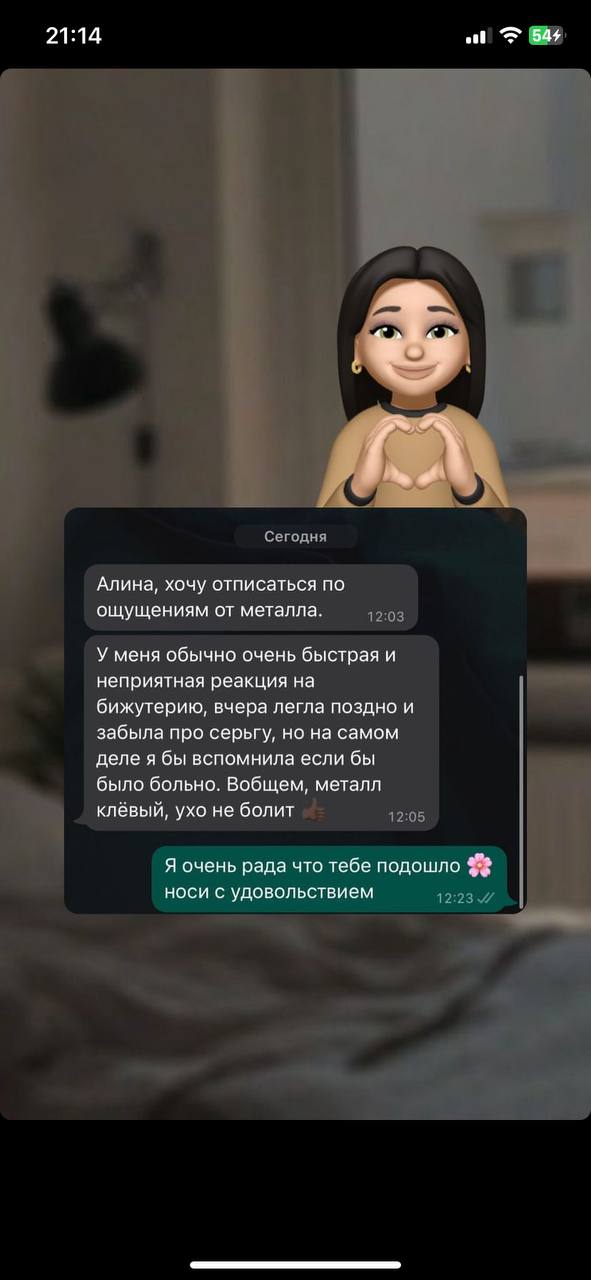 21:14
54
Сегодня
Алина, хочу отписаться по
ощущениям от металла.
12:03
У меня обычно очень быстрая и
неприятная реакция на
бижутерию, вчера легла поздно и
забыла про серьгу, но на самом
деле я бы вспомнила если бы
было больно. Вобщем, металл
клёвый, ухо не болит 👍🏿
12:05
Я очень рада что тебе подошло 🌸
носи с удовольствием
12:23